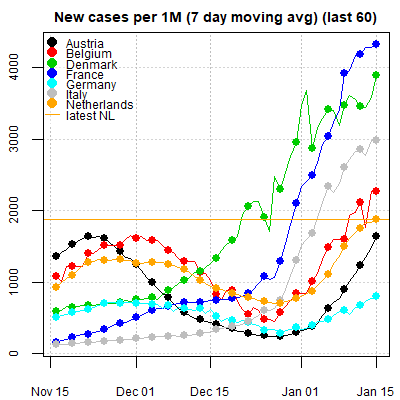 New cases per 1M (7 day moving avg) (last 60)
Austria
Belgium
Denmark
France
Germany
Italy
Netherlands
latest NL
4000
3000
2000
1000
0
Nov 15
Dec 01
Dec 15
Jan 01
Jan 15